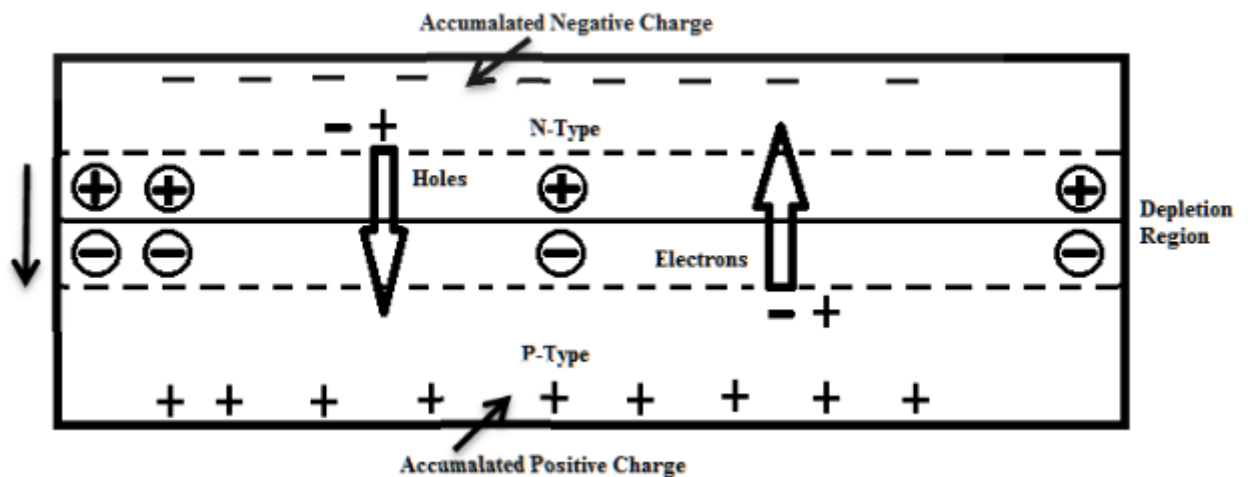 Accumalated Negative Charge
N-Type
Holes
Depletion
Region
Electrons
P-Type
Accumalated Positive Charge